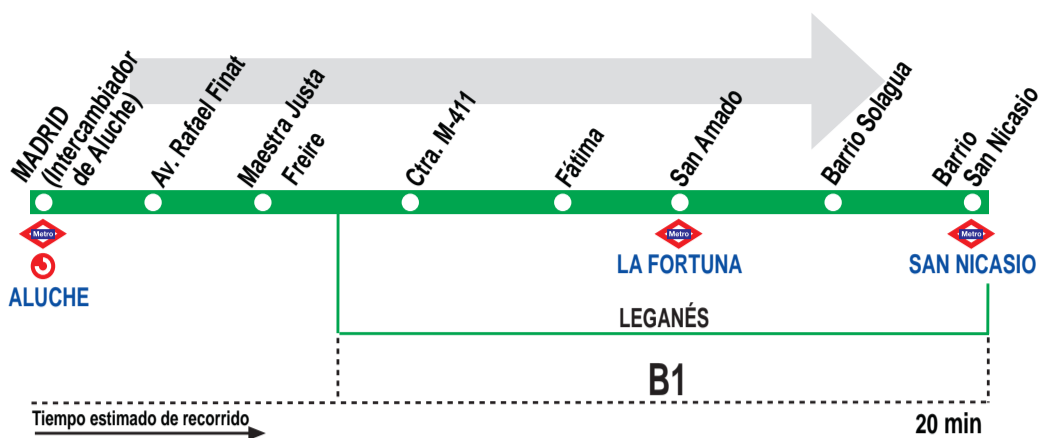 MADRID
(Intercambiador
de Aluche)
Av. Rafael Finat
Maestra Justa
Freire
Ctra. M-411
Fátima
San Amado
Barrio Solagua
Barrio
San Nicasio
Metro
Metro
Metro
ALUCHE
LA FORTUNA
SAN NICASIO
LEGANÉS
B1
Tiempo estimado de recorrido
20 min